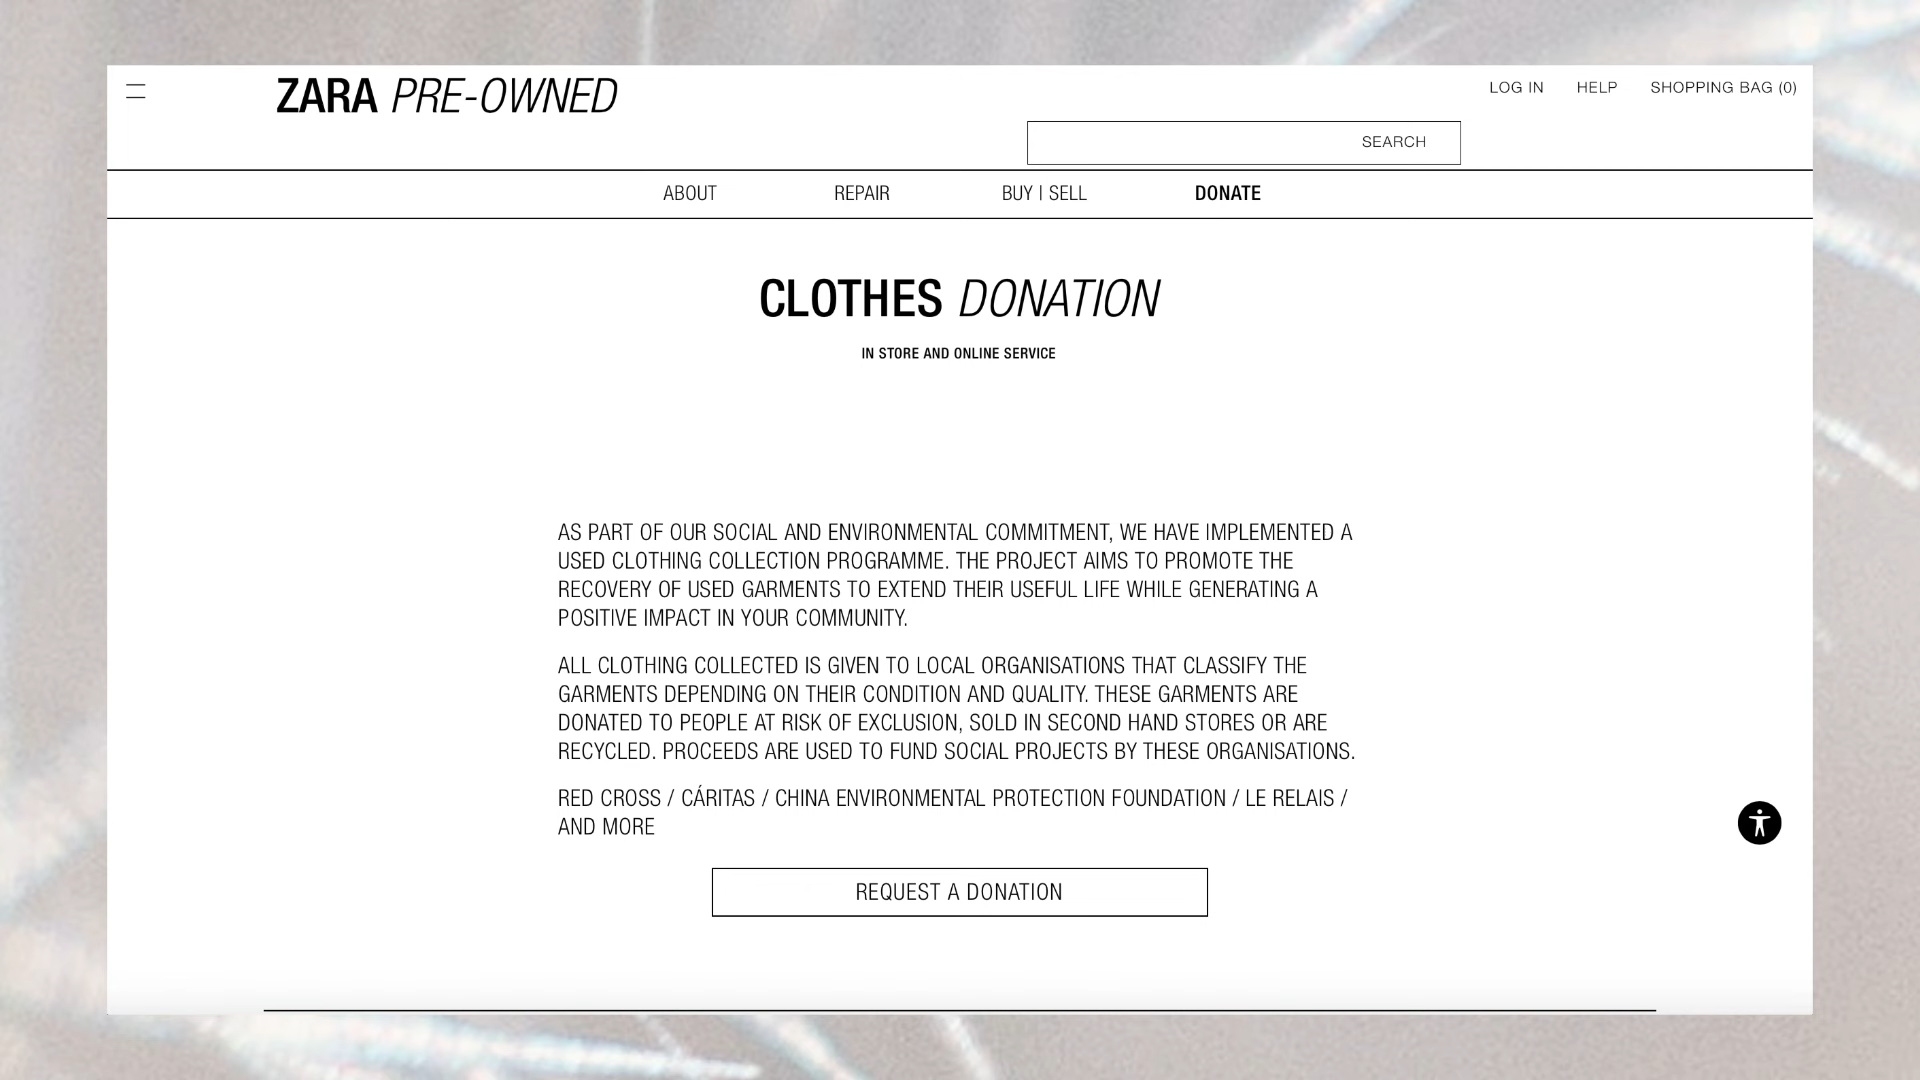 ZARA PRE-OWNED
LOG IN
HELP
SHOPPING BAG (0)
SEARCH
ABOUT
REPAIR
BUY | SELL
DONATE
CLOTHES DONATION
IN STORE AND ONLINE SERVICE
AS PART OF OUR SOCIAL AND ENVIRONMENTAL COMMITMENT, WE HAVE IMPLEMENTED A
USED CLOTHING COLLECTION PROGRAMME. THE PROJECT AIMS TO PROMOTE THE
RECOVERY OF USED GARMENTS TO EXTEND THEIR USEFUL LIFE WHILE GENERATING A
POSITIVE IMPACT IN YOUR COMMUNITY.
ALL CLOTHING COLLECTED IS GIVEN TO LOCAL ORGANISATIONS THAT CLASSIFY THE
GARMENTS DEPENDING ON THEIR CONDITION AND QUALITY. THESE GARMENTS ARE
DONATED TO PEOPLE AT RISK OF EXCLUSION, SOLD IN SECOND HAND STORES OR ARE
RECYCLED. PROCEEDS ARE USED TO FUND SOCIAL PROJECTS BY THESE ORGANISATIONS.
RED CROSS / CÁRITAS / CHINA ENVIRONMENTAL PROTECTION FOUNDATION / LE RELAIS /
AND MORE
REQUEST A DONATION